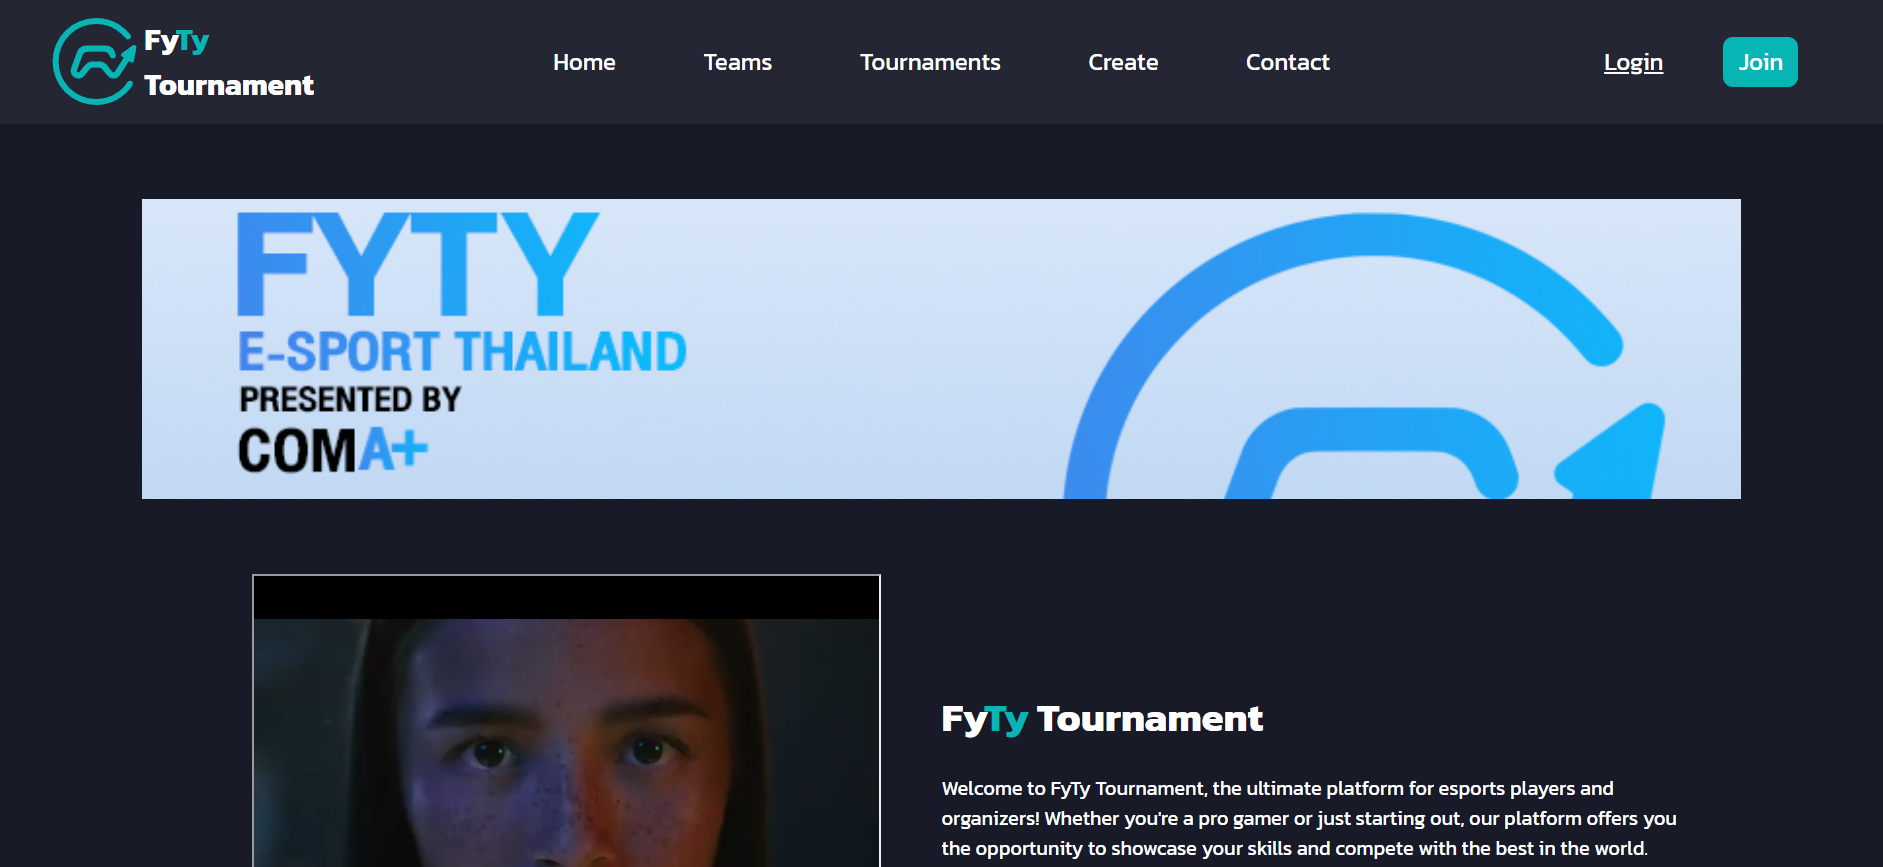 FyTy
Tournament
Home
Teams
Tournaments
Create
Contact
Login
Join
FYTY
E-SPORT THAILAND
PRESENTED BY
COMA+
FyTy Tournament
Welcome to FyTy Tournament, the ultimate platform for esports players and
organizers! Whether you're a pro gamer or just starting out, our platform offers you
the opportunity to showcase your skills and compete with the best in the world.